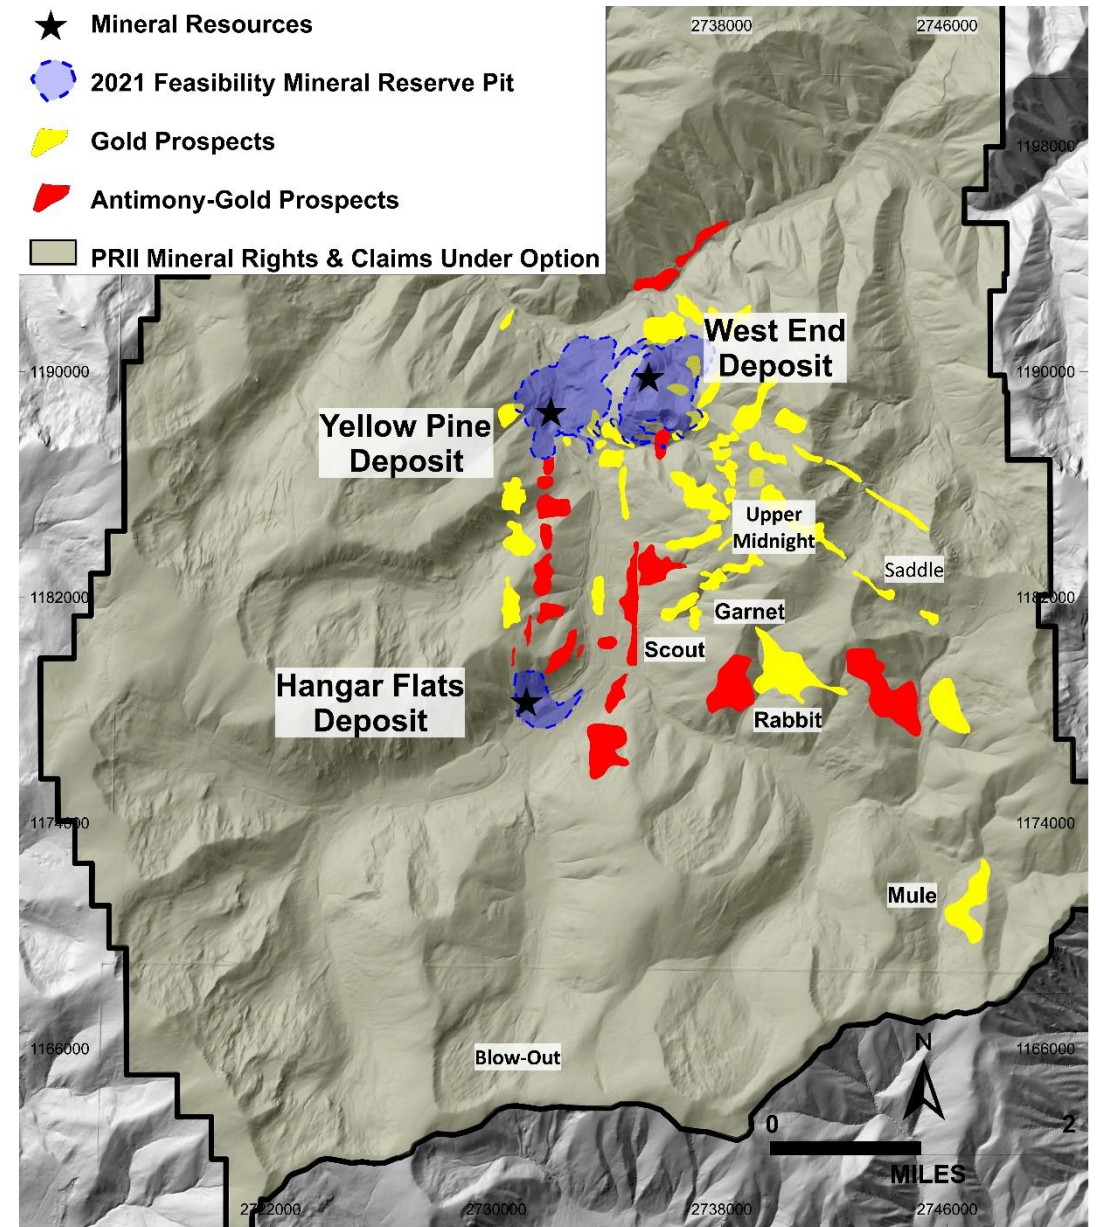 Mineral Resources
2021 Feasibility Mineral Reserve Pit
Gold Prospects
Antimony-Gold Prospects
PRII Mineral Rights & Claims Under Option
2738000
2746000
1198000
West End
Deposit
1190000
1190000
Yellow Pine
Deposit
Upper
Midnight
Saddle
1182000
1182000
Garnet
Scout
Hangar Flats
Deposit
Rabbit
1174000
1174000
Mule
1166000
1166000
Blow-Out
N
0
2
MILES
2722000
2730000
2738000
2746000